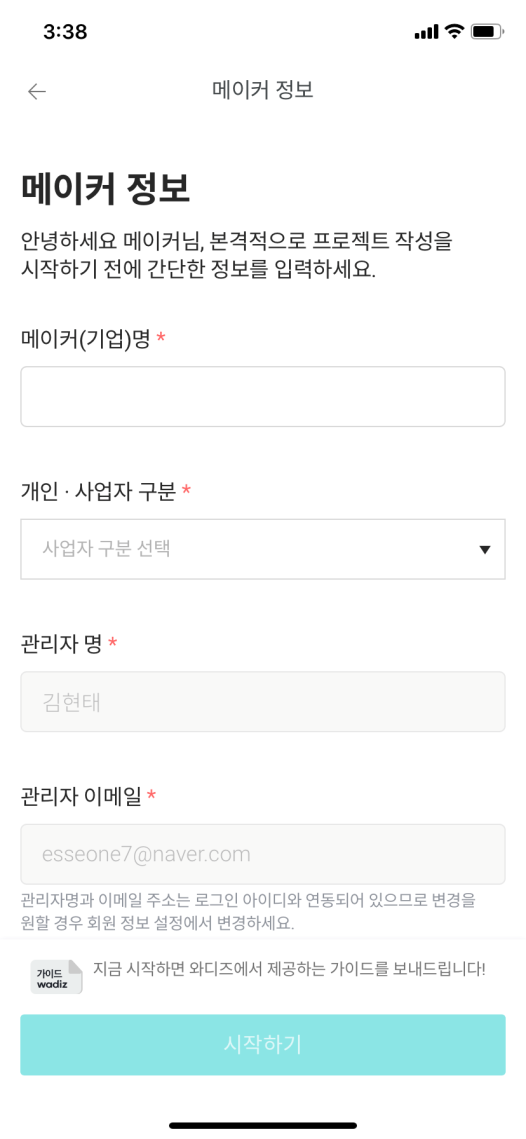 3:38
메이커 정보
메이커 정보
안녕하세요 메이커님, 본격적으로 프로젝트 작성을
시작하기 전에 간단한 정보를 입력하세요.
메이커(기업)명 *
개인 · 사업자 구분 *
사업자 구분 선택
관리자 명 *
김현태
관리자 이메일 *
esseone7@naver.com
관리자명과 이메일 주소는 로그인 아이디와 연동되어 있으므로 변경을
원할 경우 회원 정보 설정에서 변경하세요.
가이드
wadiz
지금 시작하면 와디즈에서 제공하는 가이드를 보내드립니다!
시작하기